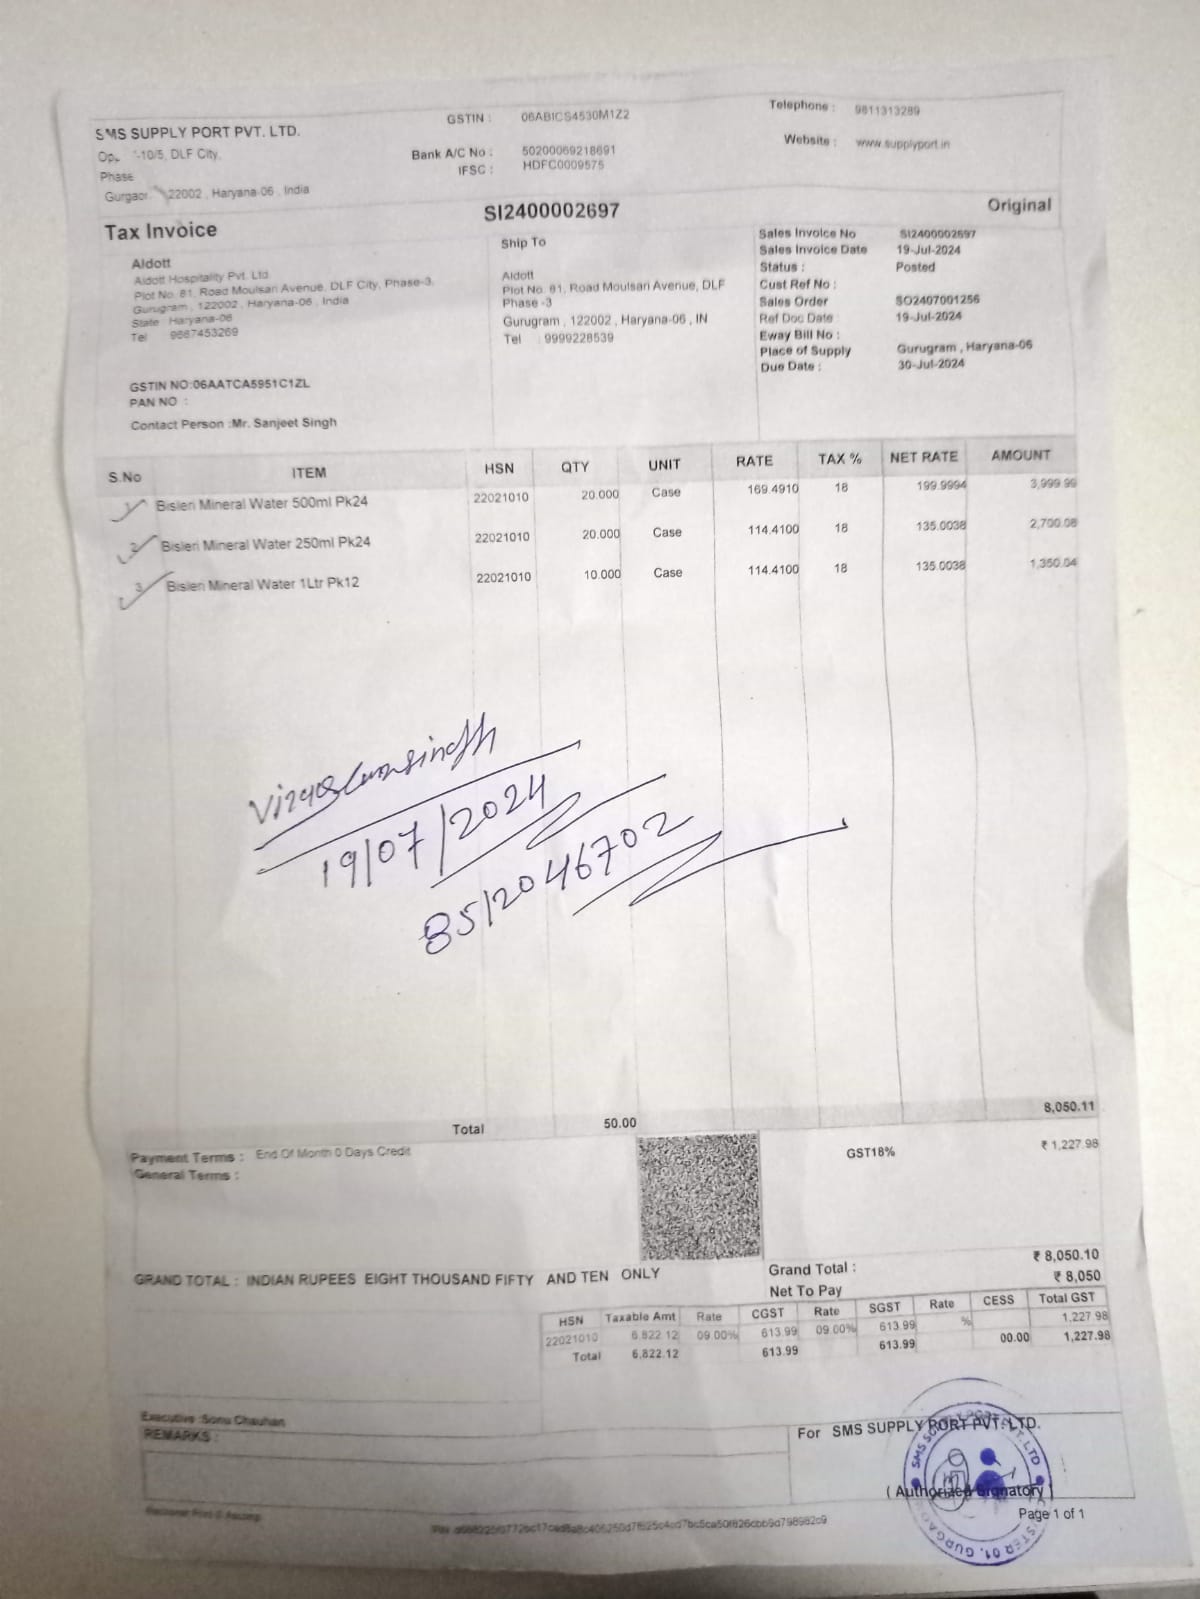 SMS SUPPLY PORT PVT. LTD.
GSTIN : 06ABICS4530M1Z2
Telephone : 9811313289
-10/5, DLF City,
Bank A/C No : 50200069218691
Website : www.supplyport.in
Phase
IFSC : HDFC0009575
22002 , Haryana-06 , India
Tax Invoice
SI2400002697
Original
Aldott
Aldott Hospitality Pvt. Ltd
Plot No. 81, Road Moulsari Avenue, DLF City, Phase-3,
Gurugram , 122002 , Haryana-06 , India
State Haryana-06
Tel 9887453269
GSTIN NO:06AATCA5951C1ZL
PAN NO :
Contact Person :Mr. Sanjeet Singh
Ship To
Aldott
Plot No. 81, Road Moulsari Avenue, DLF
Phase -3
Gurugram , 122002 , Haryana-06 , IN
Tel : 9999228539
Sales Invoice No SI2400002697
Sales Invoice Date 19-Jul-2024
Status : Posted
Cust Ref No :
Sales Order SO2407001256
Ref Doc Date : 19-Jul-2024
Eway Bill No :
Place of Supply Gurugram , Haryana-06
Due Date : 30-Jul-2024
S.No ITEM HSN QTY UNIT RATE TAX % NET RATE AMOUNT
1 Bisleri Mineral Water 500ml Pk24 22021010 20.000 Case 169.4910 18 199.9994 3,999.99
2 Bisleri Mineral Water 250ml Pk24 22021010 20.000 Case 114.4100 18 135.0038 2,700.08
3 Bisleri Mineral Water 1Ltr Pk12 22021010 10.000 Case 114.4100 18 135.0038 1,350.04
19/07/2024
8512046702
Total 50.00 8,050.11
Payment Terms : End Of Month 0 Days Credit
GST18% ₹ 1,227.98
General Terms :
₹ 8,050.10
GRAND TOTAL : INDIAN RUPEES EIGHT THOUSAND FIFTY AND TEN ONLY
Grand Total :
₹ 8,050
Net To Pay
HSN Taxable Amt Rate CGST Rate SGST Rate CESS Total GST
22021010 6,822.12 09.00% 613.99 09.00% 613.99 % 1,227.98
Total 6,822.12 613.99 613.99 00.00 1,227.98
Executive :Sonu Chauhan
REMARKS :
For SMS SUPPLY PORT PVT. LTD.
( Authorized Signatory )
Page 1 of 1